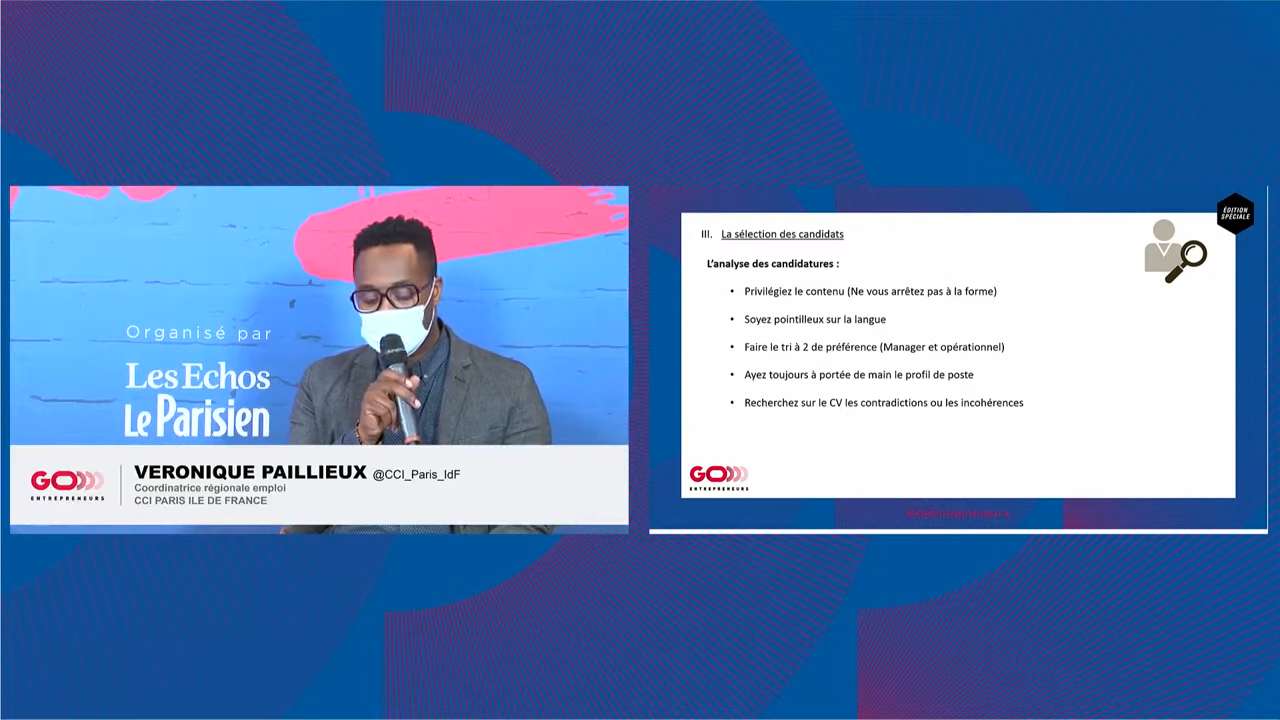 Organisé par
Les Echos
Le Parisien
GO
ENTREPRENEURS
VERONIQUE PAILLIEUX @CCI_Paris_IdF
Coordinatrice régionale emploi
CCI PARIS ILE DE FRANCE
ÉDITION
SPÉCIALE
III. La sélection des candidats
L'analyse des candidatures :
• Privilégiez le contenu (Ne vous arrêtez pas à la forme)
• Soyez pointilleux sur la langue
• Faire le tri à 2 de préférence (Manager et opérationnel)
• Ayez toujours à portée de main le profil de poste
• Recherchez sur le CV les contradictions ou les incohérences
GO
ENTREPRENEURS